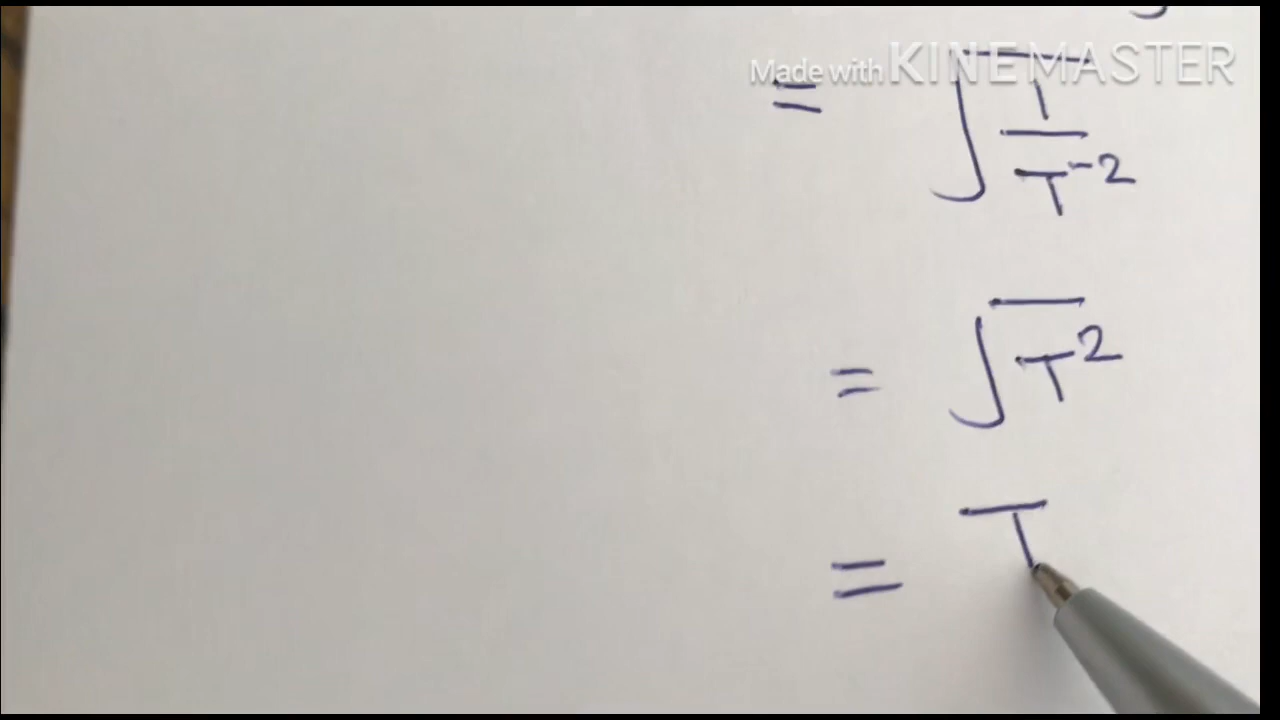 Made with KINEMASTER
= √(1/T⁻²)
= √T²
= T